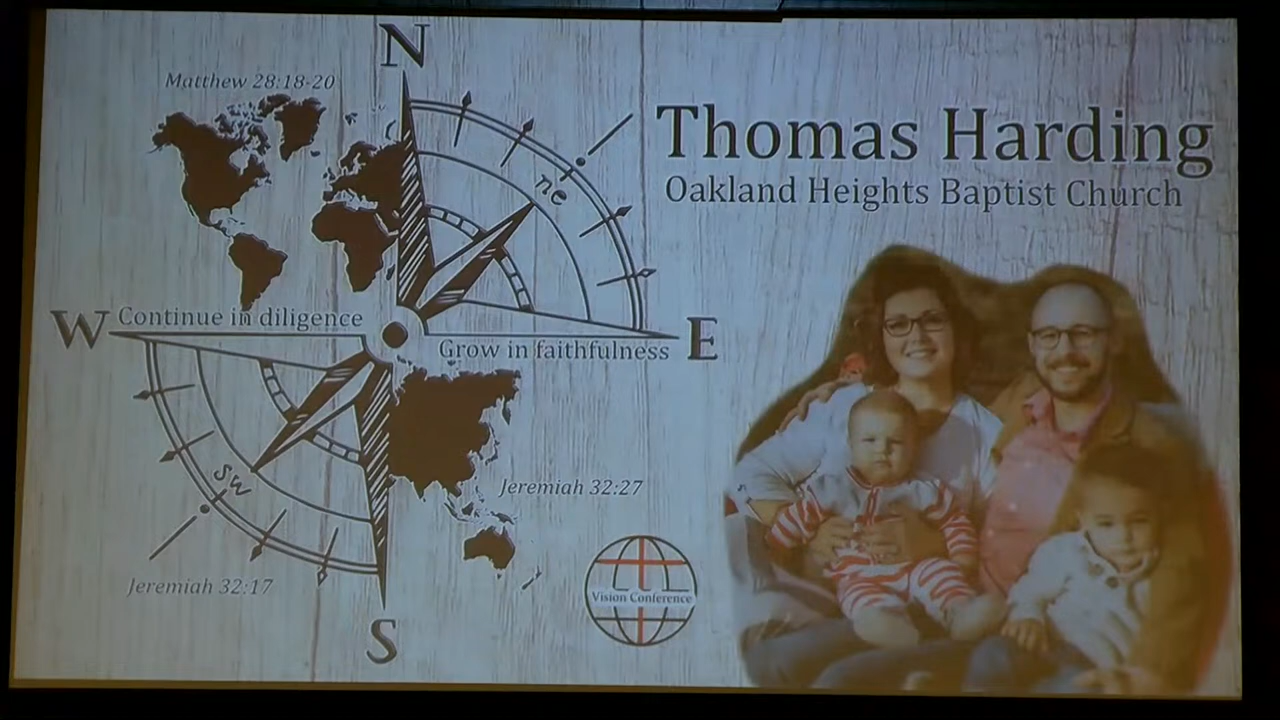 N
Matthew 28:18-20
Thomas Harding
Oakland Heights Baptist Church
ne
W
Continue in diligence
Grow in faithfulness
E
sw
Jeremiah 32:27
Jeremiah 32:17
Vision Conference
S